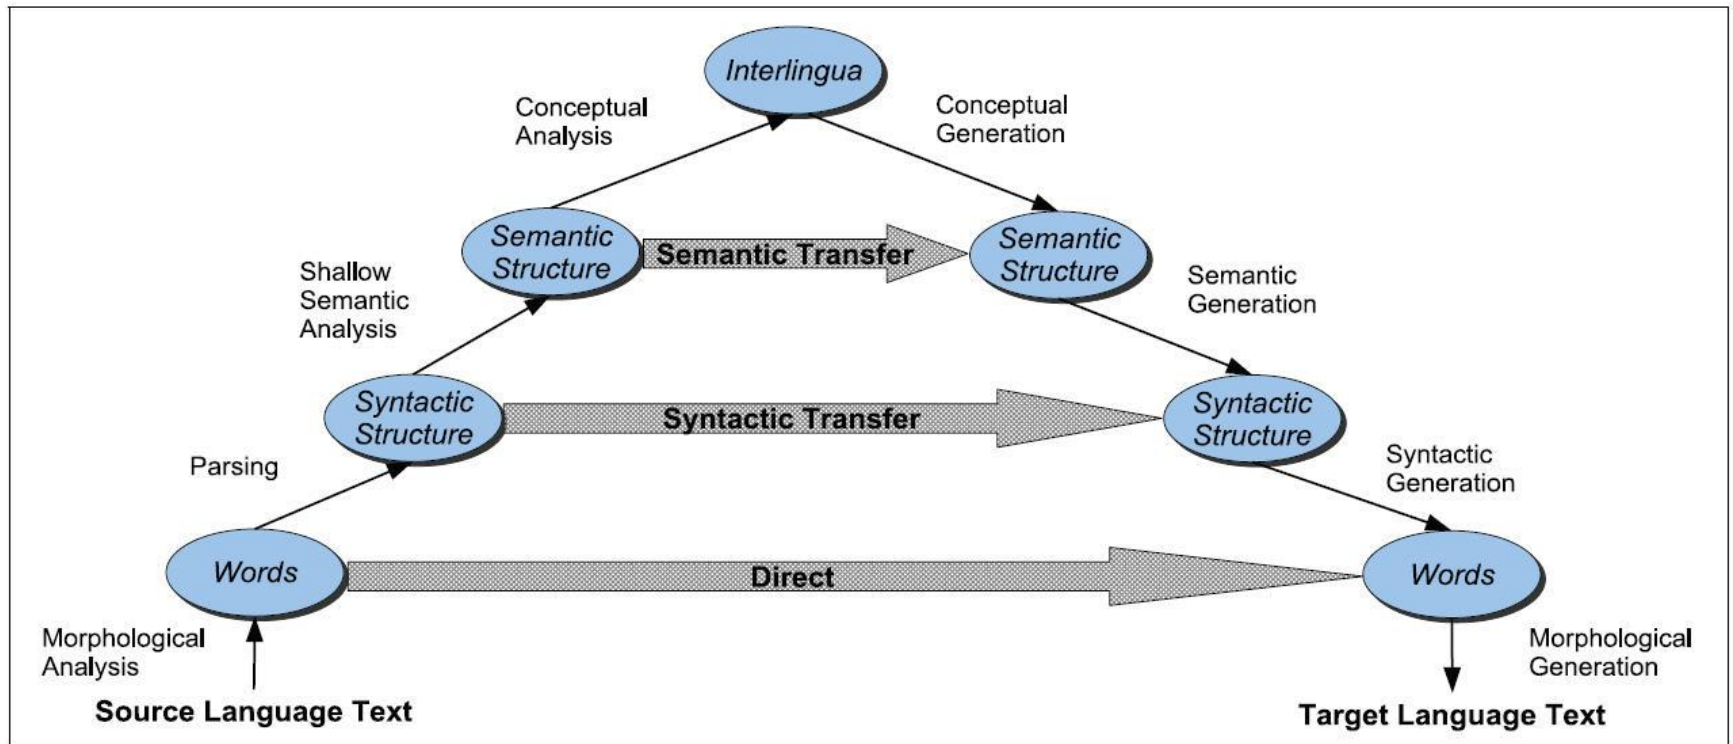 Interlingua
Conceptual
Analysis
Conceptual
Generation
Semantic
Structure
Semantic Transfer
Semantic
Structure
Shallow
Semantic
Analysis
Semantic
Generation
Syntactic
Structure
Syntactic Transfer
Syntactic
Structure
Parsing
Syntactic
Generation
Words
Direct
Words
Morphological
Analysis
Morphological
Generation
Source Language Text
Target Language Text